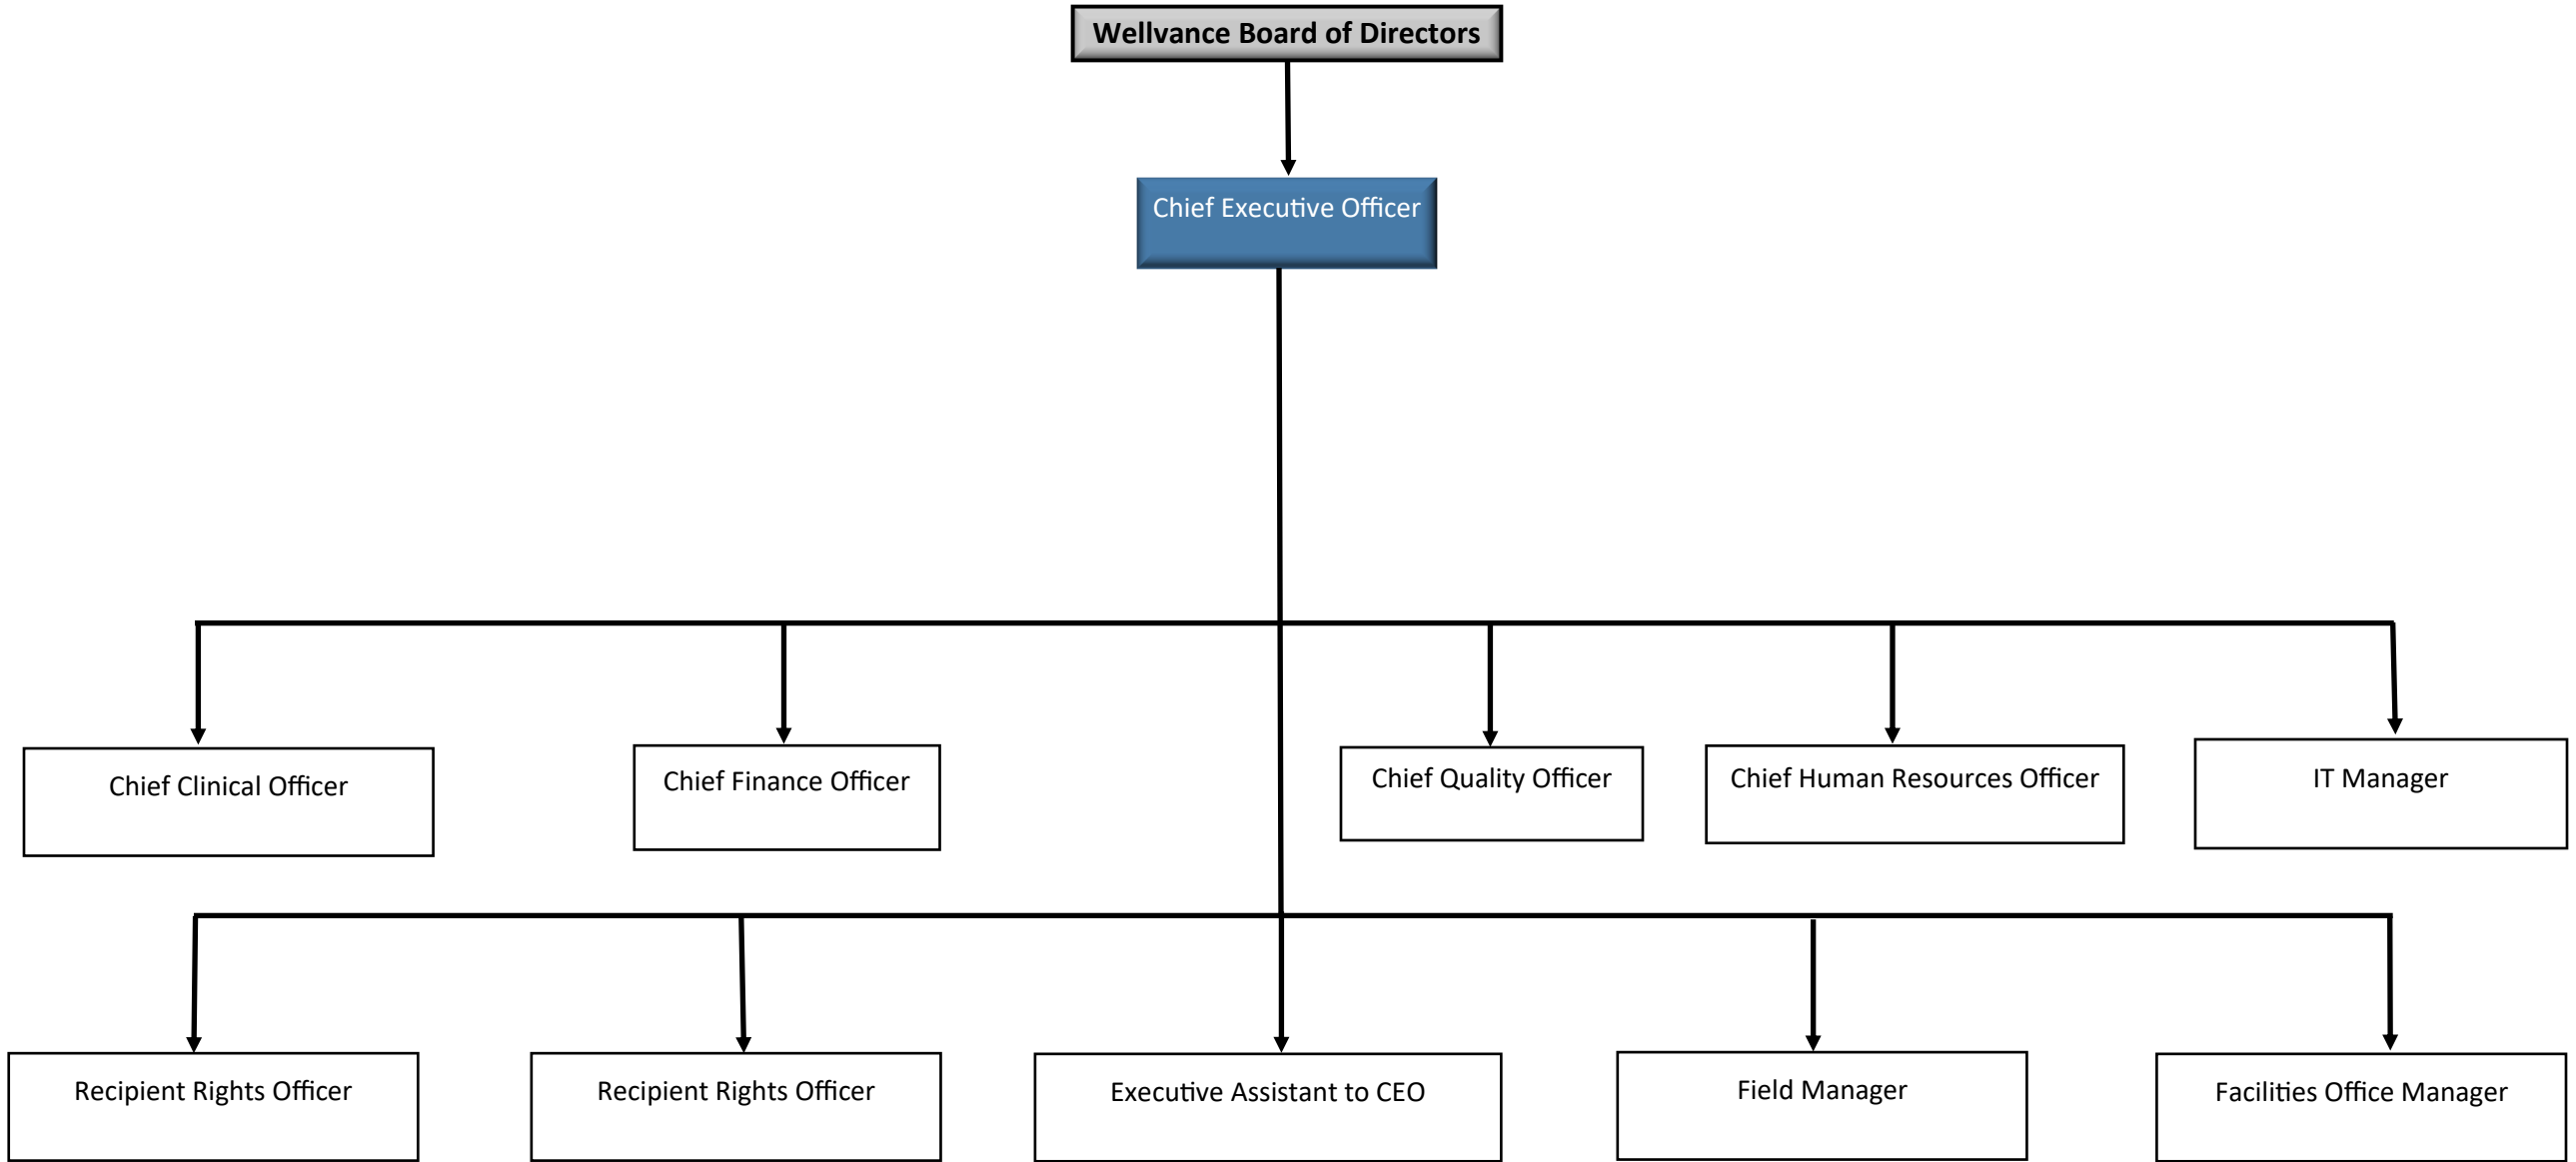 Wellvance Board of Directors
Chief Executive Officer
Chief Clinical Officer
Chief Finance Officer
Chief Quality Officer
Chief Human Resources Officer
IT Manager
Recipient Rights Officer
Recipient Rights Officer
Executive Assistant to CEO
Field Manager
Facilities Office Manager